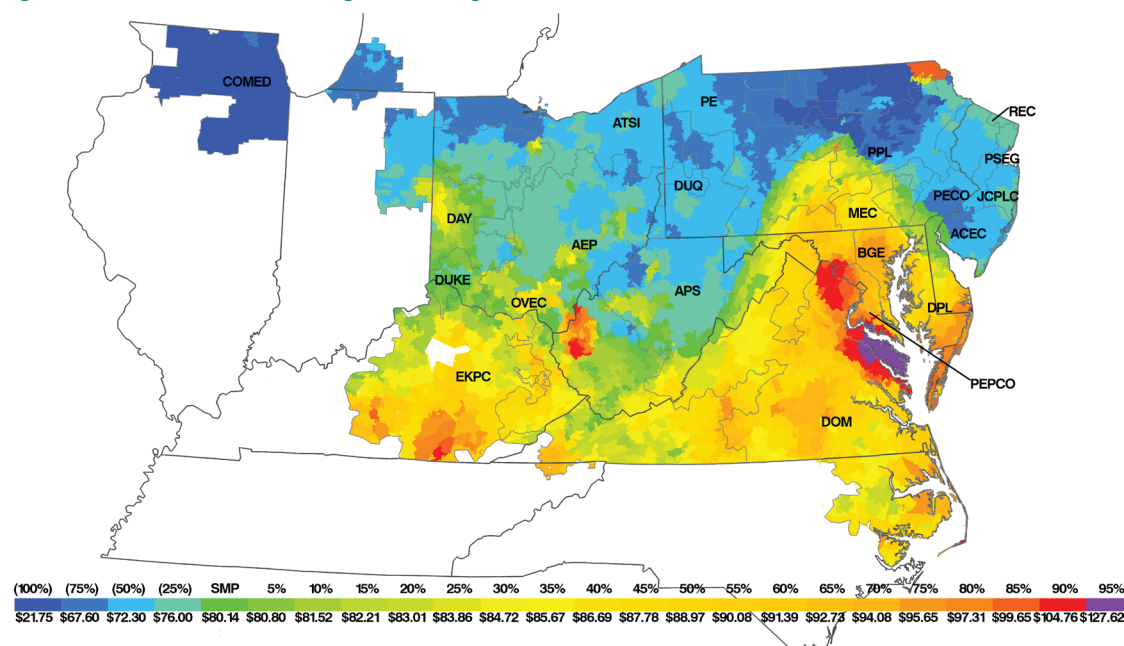 COMED
PE
ATSI
REC
PPL
PSEG
DUQ
PECO
JCPLC
DAY
MEC
ACEC
AEP
BGE
DUKE
APS
OVEC
DPL
EKPC
PEPCO
DOM
(100%) (75%) (50%) (25%) SMP 5% 10% 15% 20% 25% 30% 35% 40% 45% 50% 55% 60% 65% 70% 75% 80% 85% 90% 95%
$21.75 $67.60 $72.30 $76.00 $80.14 $80.80 $81.52 $82.21 $83.01 $83.86 $84.72 $85.67 $86.69 $87.78 $88.97 $90.08 $91.39 $92.73 $94.08 $95.65 $97.31 $99.65 $104.76 $127.62